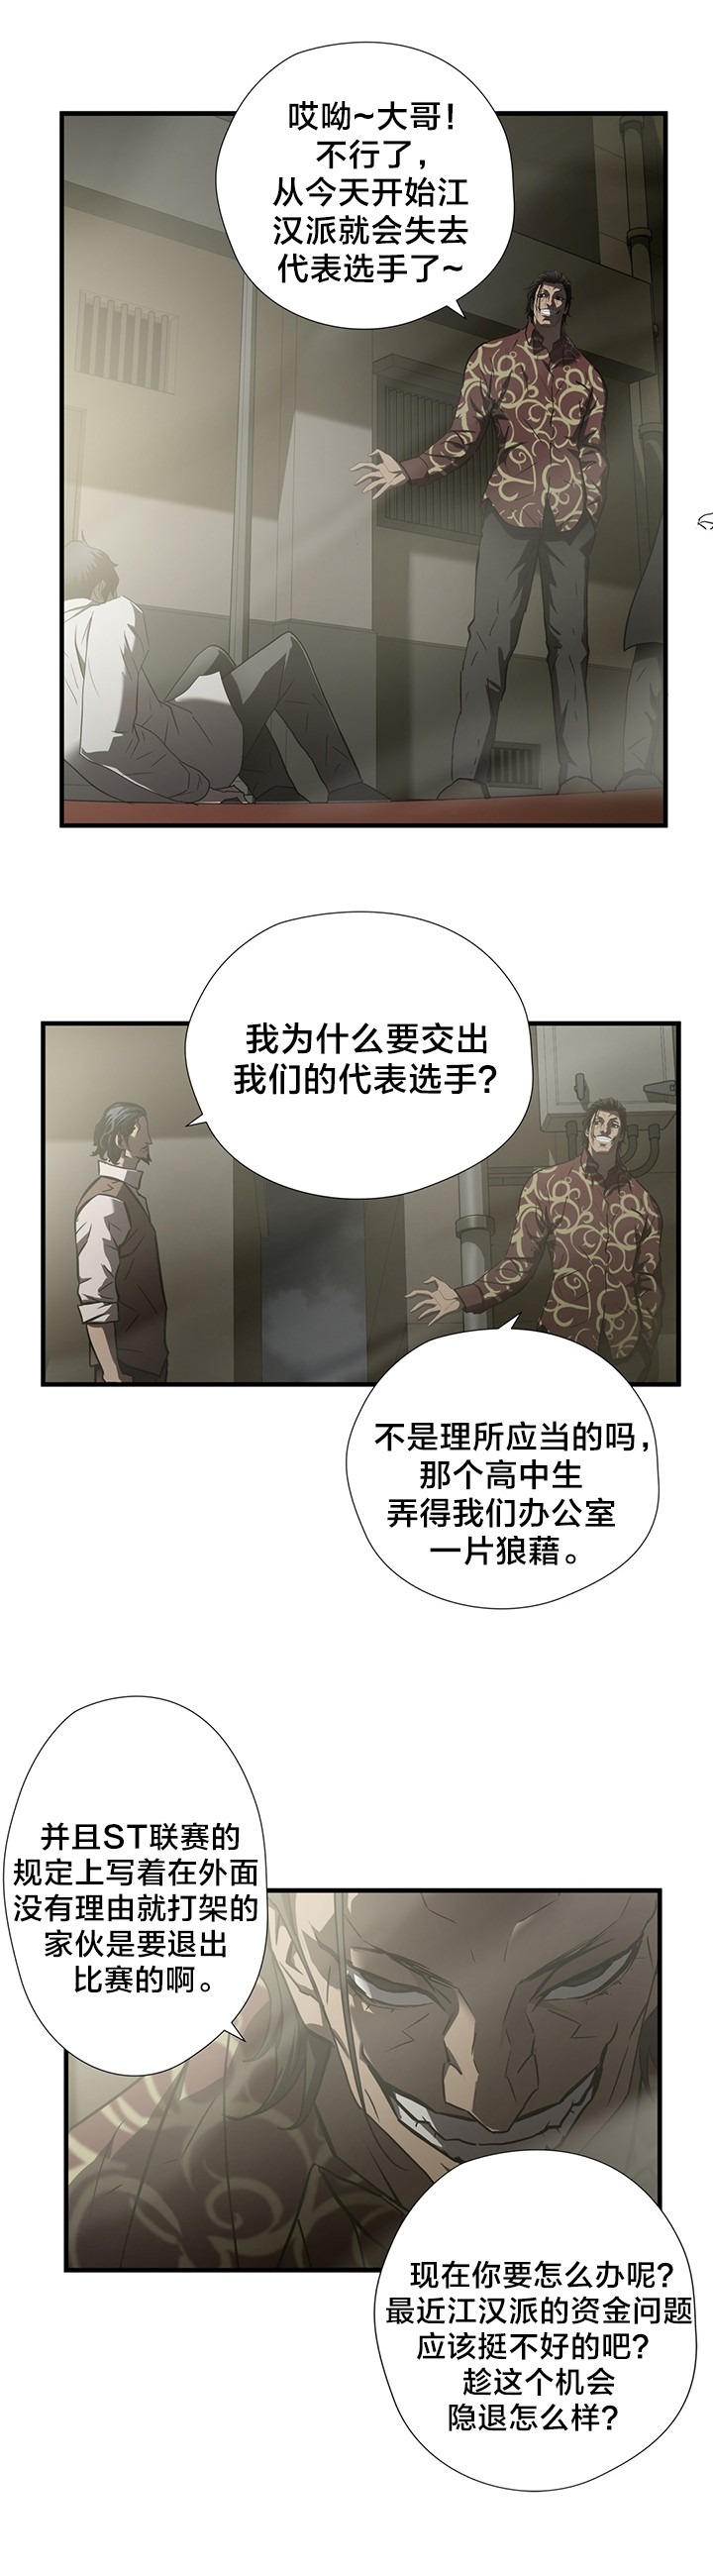 哎呦~大哥!
不行了,
从今天开始江
汉派就会失去
代表选手了~
我为什么要交出
我们的代表选手?
不是理所应当的吗,
那个高中生
弄得我们办公室
一片狼藉。
并且ST联赛的
规定上写着在外面
没有理由就打架的
家伙是要退出
比赛的啊。
现在你要怎么办呢?
最近江汉派的资金问题
应该挺不好的吧?
趁这个机会
隐退怎么样?